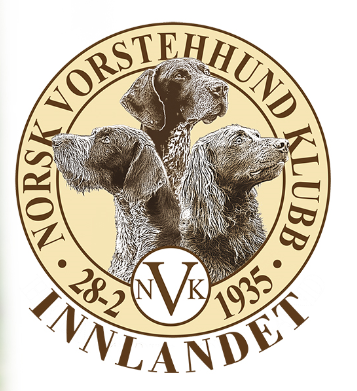 NORSK VORSTEHHUND KLUBB
28-2 1935
NVK
INNLANDET